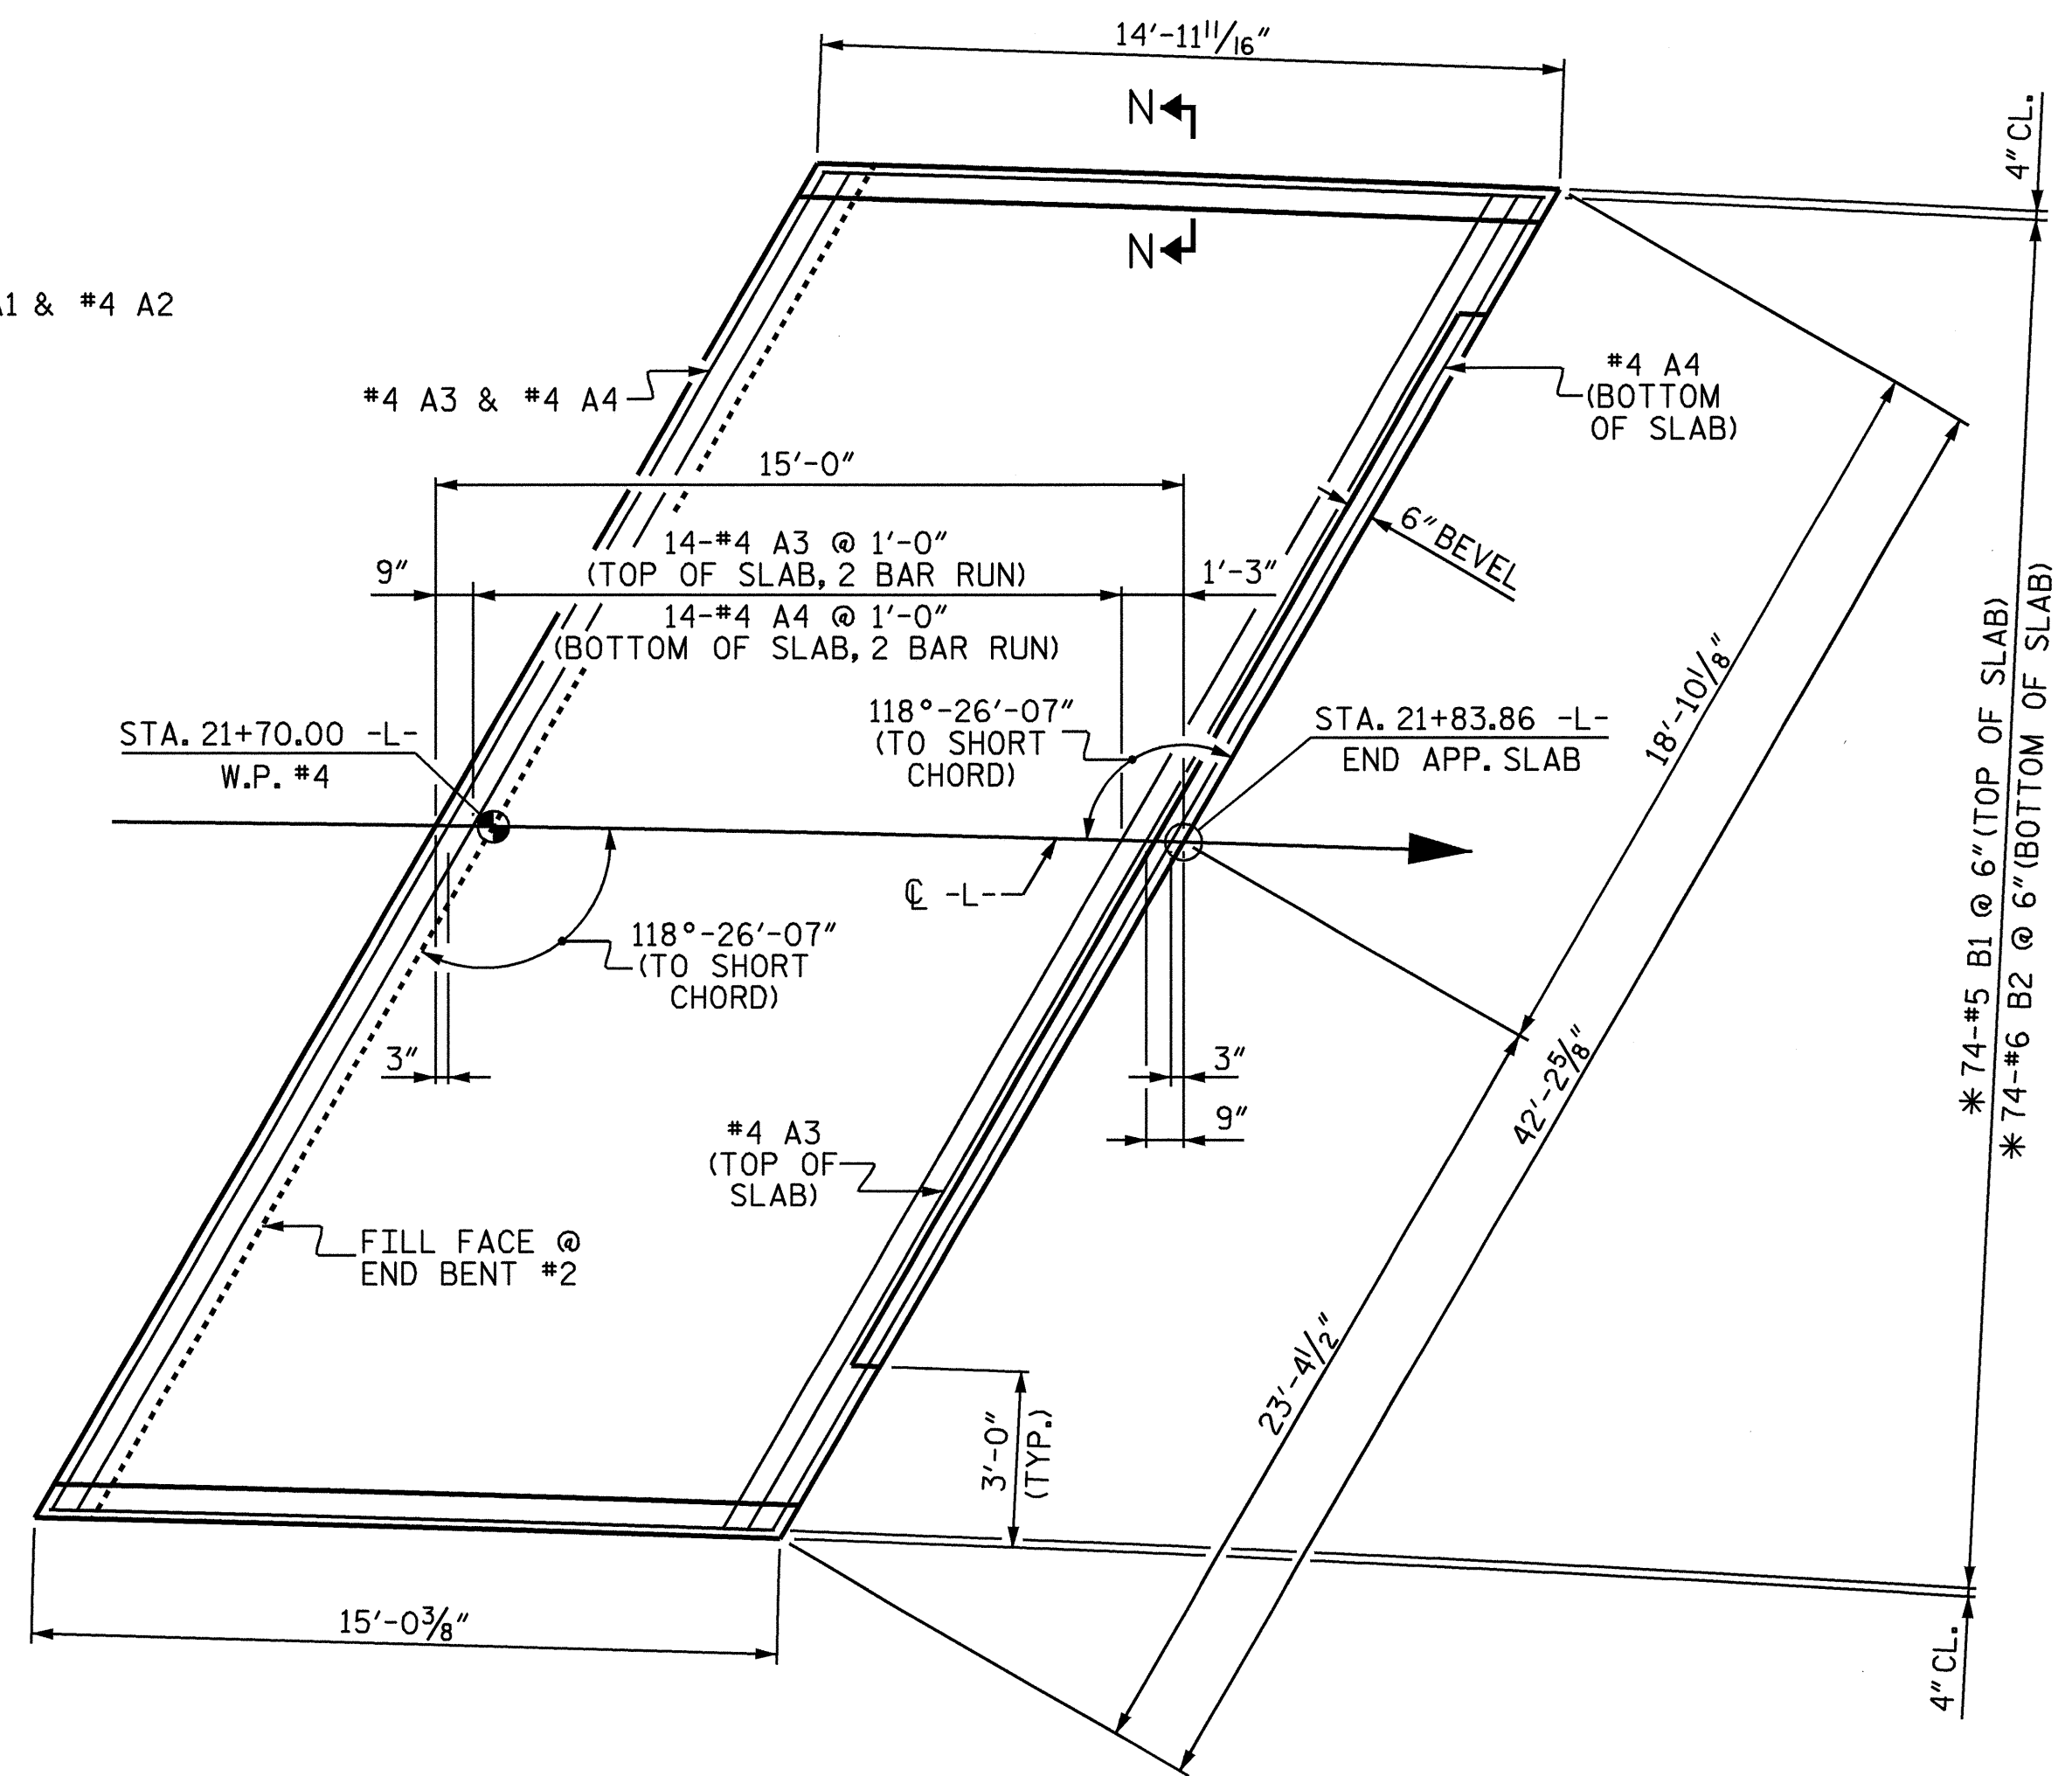 14'-11 11/16"
N
4" CL.
N
A1 & #4 A2
#4 A3 & #4 A4
#4 A4
(BOTTOM
OF SLAB)
15'-0"
6" BEVEL
14-#4 A3 @ 1'-0"
(TOP OF SLAB, 2 BAR RUN)
9"
1'-3"
14-#4 A4 @ 1'-0"
(BOTTOM OF SLAB, 2 BAR RUN)
118°-26'-07"
(TO SHORT
CHORD)
STA. 21+70.00 -L-
W.P. #4
STA. 21+83.86 -L-
END APP. SLAB
18'-10 1/8"
℄ -L-
118°-26'-07"
(TO SHORT
CHORD)
3"
3"
9"
#4 A3
(TOP OF
SLAB)
42'-2 5/8"
*74-#5 B1 @ 6" (TOP OF SLAB)
*74-#6 B2 @ 6" (BOTTOM OF SLAB)
FILL FACE @
END BENT #2
23'-4 1/2"
3'-0"
(TYP.)
15'-0 3/8"
4" CL.